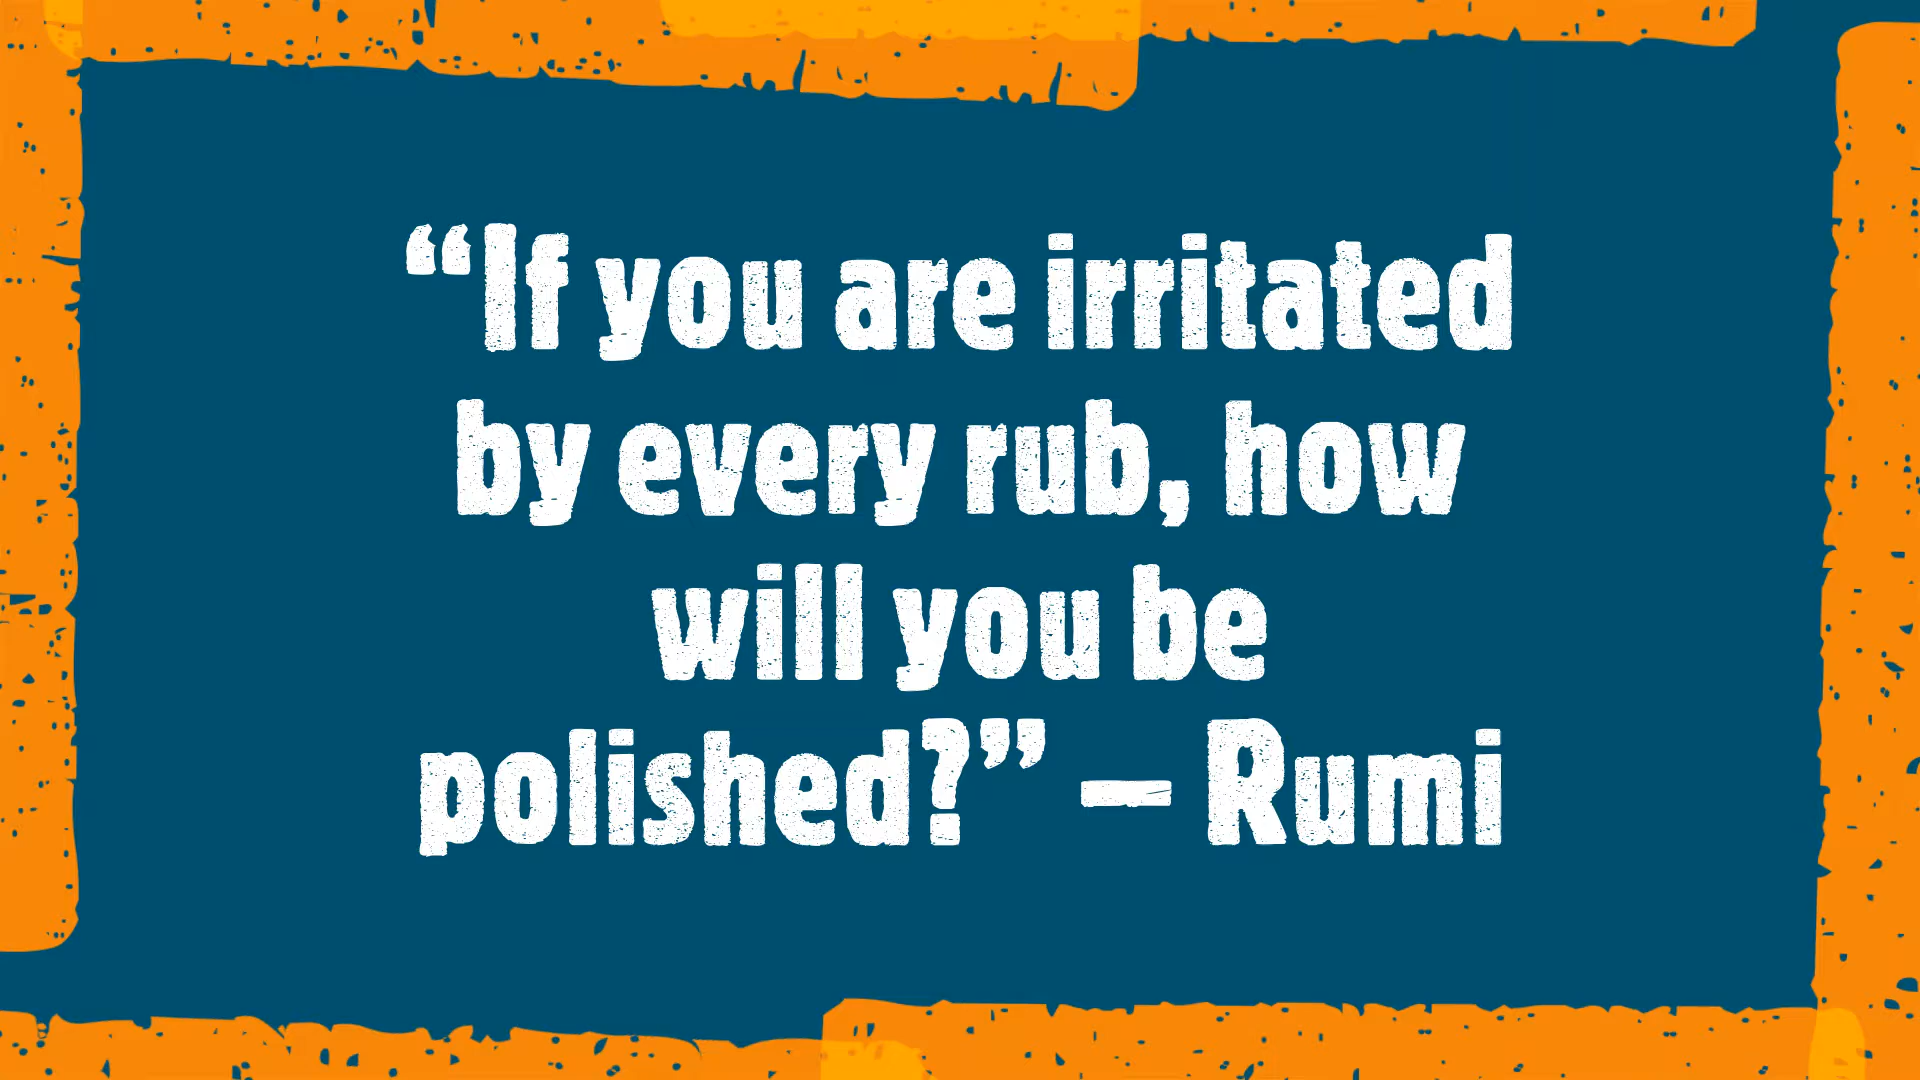 “If you are irritated
by every rub, how
will you be
polished?” – Rumi